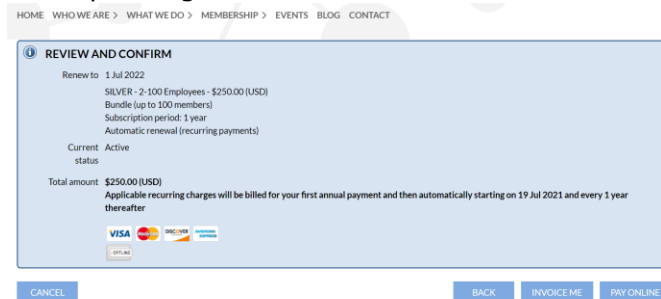 HOME WHO WE ARE > WHAT WE DO > MEMBERSHIP > EVENTS BLOG CONTACT
REVIEW AND CONFIRM
Renew to 1 Jul 2022
SILVER - 2-100 Employees - $250.00 (USD)
Bundle (up to 100 members)
Subscription period: 1 year
Automatic renewal (recurring payments)
Current Active
status
Total amount $250.00 (USD)
Applicable recurring charges will be billed for your first annual payment and then automatically starting on 19 Jul 2021 and every 1 year
thereafter
VISA MasterCard DISCOVER AMERICAN EXPRESS
OFFLINE
CANCEL BACK INVOICE ME PAY ONLINE